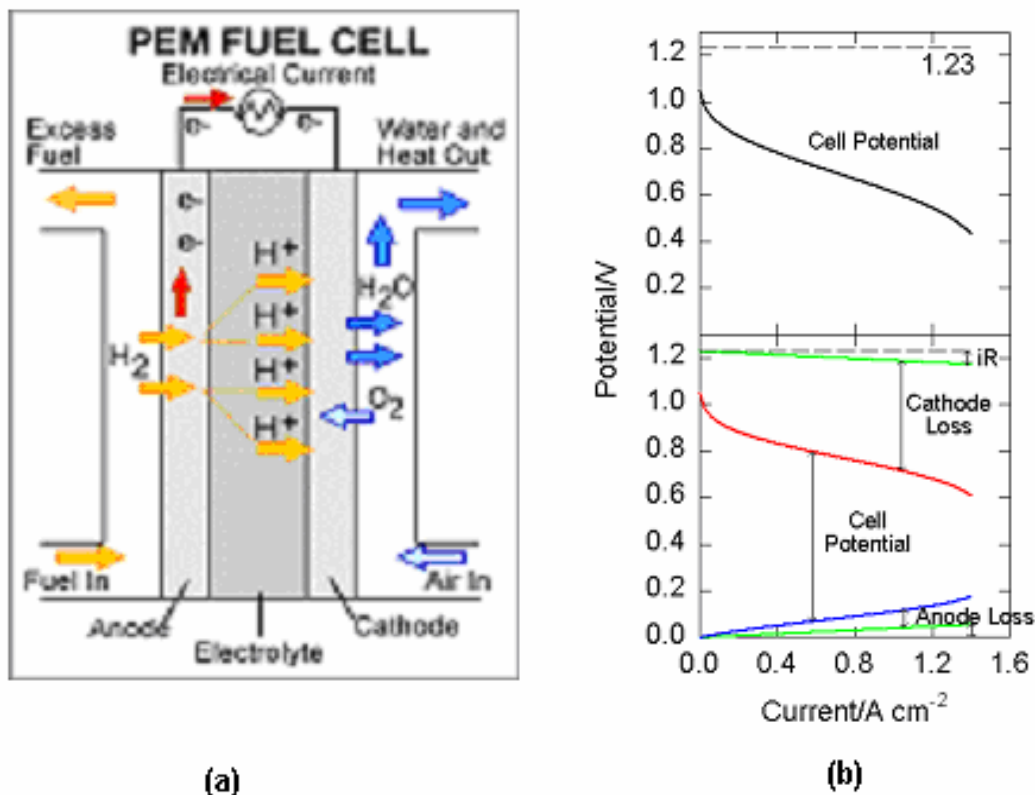 PEM FUEL CELL
Electrical Current
e-
e-
Excess
Fuel
Water and
Heat Out
e-
e-
H+
H2O
H+
H2
H+
O2
H+
Fuel In
Air In
Anode
Cathode
Electrolyte
(a)
1.2
1.23
1.0
Cell Potential
0.8
0.6
0.4
0.2
Potential/V
1.2
iR
1.0
Cathode
Loss
0.8
0.6
Cell
Potential
0.4
0.2
Anode Loss
0.0
0.0 0.4 0.8 1.2 1.6
Current/A cm-2
(b)